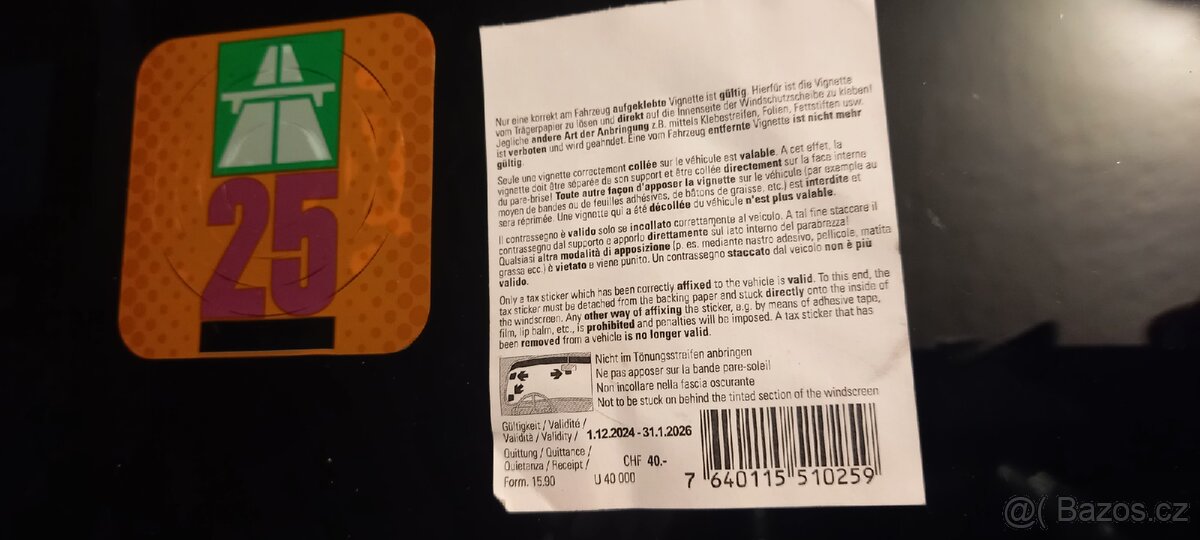 25
Nur eine korrekt am Fahrzeug aufgeklebte Vignette ist gültig. Hierfür ist die Vignette
vom Trägerpapier zu lösen und direkt auf die Innenseite der Windschutzscheibe zu kleben!
Jegliche andere Art der Anbringung z.B. mittels Klebestreifen, Folien, Fettstiften usw.
ist verboten und wird geahndet. Eine vom Fahrzeug entfernte Vignette ist nicht mehr
gültig.
Seule une vignette correctement collée sur le véhicule est valable. A cet effet, la
vignette doit être séparée de son support et être collée directement sur la face interne
du pare-brise! Toute autre façon d'apposer la vignette sur le véhicule (par exemple au
moyen de bandes ou de feuilles adhésives, de bâtons de graisse, etc.) est interdite et
sera réprimée. Une vignette qui a été décollée du véhicule n'est plus valable.
Il contrassegno è valido solo se incollato correttamente al veicolo. A tal fine staccare il
contrassegno dal supporto e apporlo direttamente sul lato interno del parabrezza!
Qualsiasi altra modalità di apposizione (p. es. mediante nastro adesivo, pellicole, matita
grassa ecc.) è vietato e viene punito. Un contrassegno staccato dal veicolo non è più
valido.
Only a tax sticker which has been correctly affixed to the vehicle is valid. To this end, the
tax sticker must be detached from the backing paper and stuck directly onto the inside of
the windscreen. Any other way of affixing the sticker, e.g. by means of adhesive tape,
film, lip balm, etc., is prohibited and penalties will be imposed. A tax sticker that has
been removed from a vehicle is no longer valid.
Nicht im Tönungsstreifen anbringen
Ne pas apposer sur la bande pare-soleil
Non incollare nella fascia oscurante
Not to be stuck on behind the tinted section of the windscreen
Gültigkeit / Validité /
Validità / Validity / 1.12.2024 - 31.1.2026
Quittung / Quittance /
Quietanza / Receipt / CHF 40.-
Form. 15.90 U 40 000
7 640115 510259
@( Bazos.cz